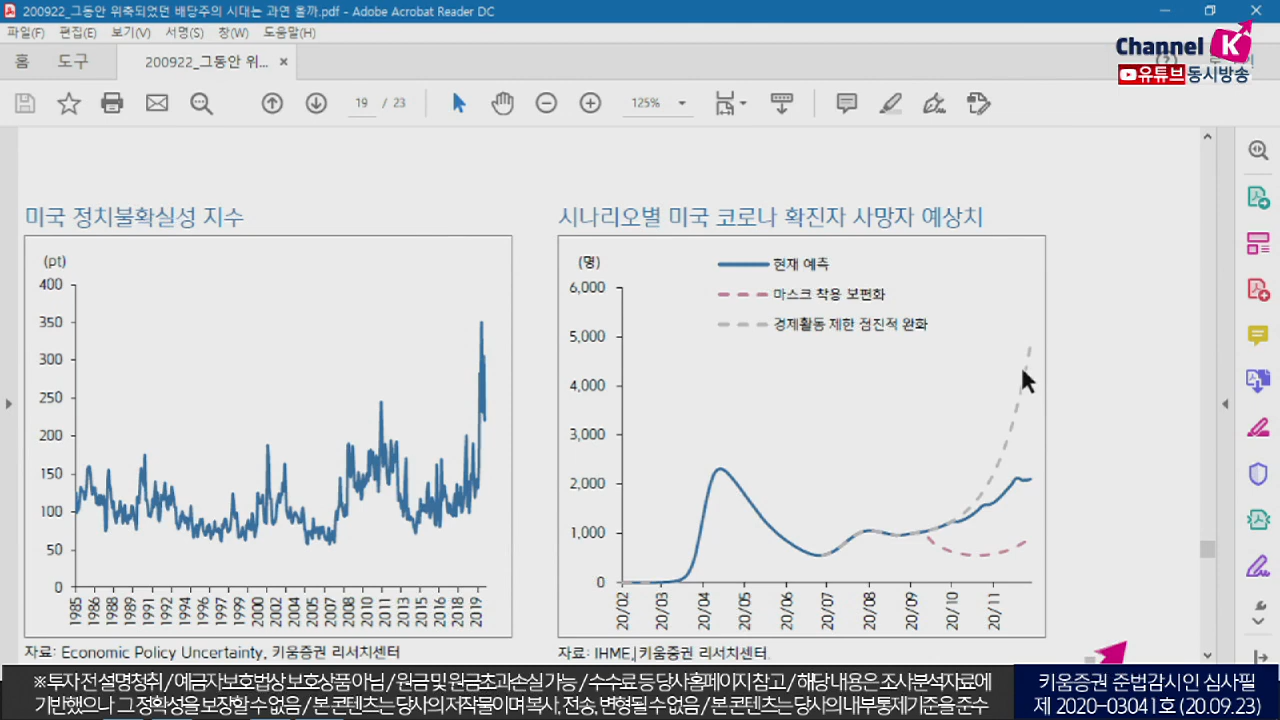 200922_그동안 위축되었던 배당주의 시대는 과연 올까.pdf - Adobe Acrobat Reader DC
파일(F) 편집(E) 보기(V) 서명(S) 창(W) 도움말(H)
Channel K
유튜브 동시방송
홈 도구 200922_그동안 위... ×
19 / 23 125%
미국 정치불확실성 지수
(pt)
400
350
300
250
200
150
100
50
0
1985 1986 1988 1989 1991 1992 1994 1996 1997 1999 2000 2002 2004 2005 2007 2008 2010 2011 2013 2015 2016 2018 2019
자료: Economic Policy Uncertainty, 키움증권 리서치센터
시나리오별 미국 코로나 확진자 사망자 예상치
(명)
현재 예측
마스크 착용 보편화
경제활동 제한 점진적 완화
6,000
5,000
4,000
3,000
2,000
1,000
0
20/02 20/03 20/04 20/05 20/06 20/07 20/08 20/09 20/10 20/11
자료: IHME, 키움증권 리서치센터
※ 투자 전 설명청취 / 예금자보호법상 보호상품 아님 / 원금 및 원금초과손실 가능 / 수수료 등 당사홈페이지 참고 / 해당 내용은 조사분석자료에
기반했으나 그 정확성을 보장할 수 없음 / 본 콘텐츠는 당사의 저작물이며 복사, 전송, 변형될 수 없음 / 본 콘텐츠는 당사의 내부통제기준을 준수
키움증권 준법감시인 심사필
제 2020-03041호 (20.09.23)